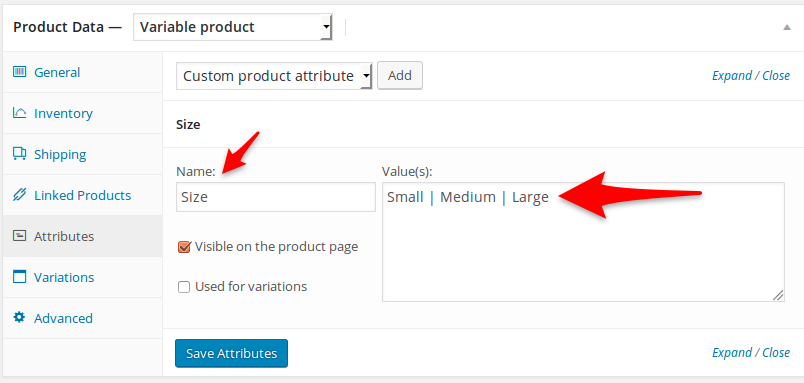 Product Data — Variable product
General
Inventory
Shipping
Linked Products
Attributes
Variations
Advanced
Custom product attribute Add Expand / Close
Size
Name: Value(s):
Size Small | Medium | Large
Visible on the product page
Used for variations
Save Attributes Expand / Close